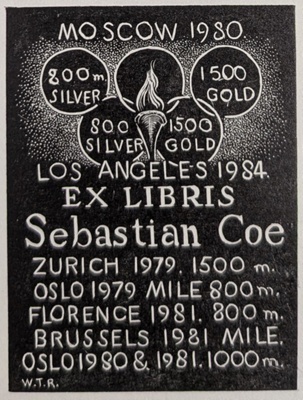 MOSCOW 1980.
800m. 1500
SILVER GOLD
800 1500
SILVER GOLD
LOS ANGELES 1984.
EX LIBRIS
Sebastian Coe
ZURICH 1979. 1500 m.
OSLO 1979 MILE 800m.
FLORENCE 1981. 800 m.
BRUSSELS 1981 MILE.
OSLO 1980 & 1981. 1000m.
W.T.R.